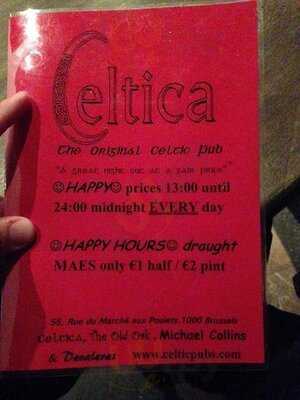 Celtica
The Original Celtic Pub
"A great night out at a fair price"
☺HAPPY☺ prices 13:00 until
24:00 midnight EVERY day
☺HAPPY HOURS☺ draught
MAES only €1 half / €2 pint
55, Rue du Marché aux Poulets, 1000 Brussels
Celtica, The Old Oak, Michael Collins
& www.celticpubs.com